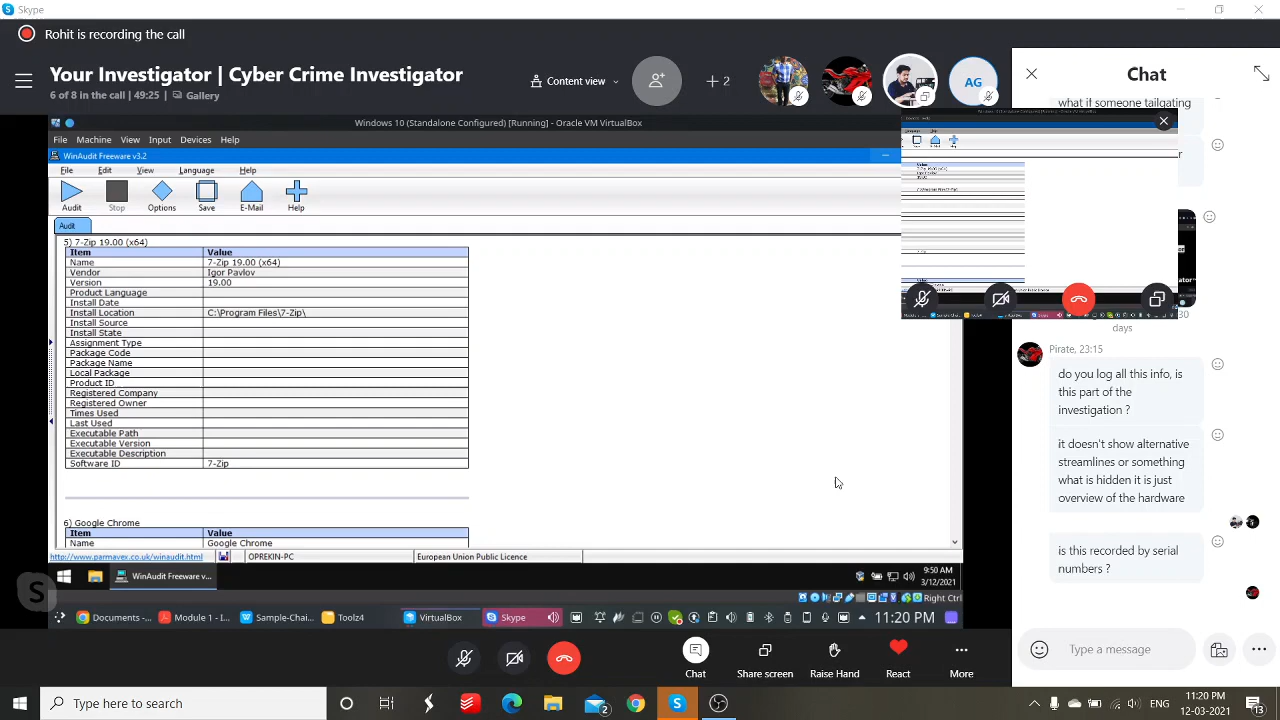 Skype
Rohit is recording the call
Your Investigator | Cyber Crime Investigator
6 of 8 in the call | 49:25 | Gallery
Content view
+2
AG
Windows 10 (Standalone Configured) [Running] - Oracle VM VirtualBox
File Machine View Input Devices Help
WinAudit Freeware v3.2
File Edit View Language Help
Audit Stop Options Save E-Mail Help
Audit
5) 7-Zip 19.00 (x64)
Item Value
Name 7-Zip 19.00 (x64)
Vendor Igor Pavlov
Version 19.00
Product Language
Install Date
Install Location C:\Program Files\7-Zip\
Install Source
Install State
Assignment Type
Package Code
Package Name
Local Package
Product ID
Registered Company
Registered Owner
Times Used
Last Used
Executable Path
Executable Version
Executable Description
Software ID 7-Zip
6) Google Chrome
Item Value
Name Google Chrome
http://www.parmavex.co.uk/winaudit.html OPREKIN-PC European Union Public Licence
WinAudit Freeware v...
9:50 AM
3/12/2021
Right Ctrl
Documents -... Module 1 - I... Sample-Chai... Toolz4 VirtualBox Skype 11:20 PM
Chat Share screen Raise Hand React More
Chat
what if someone tailgating
30
days
Pirate, 23:15
do you log all this info, is
this part of the
investigation ?
it doesn't show alternative
streamlines or something
what is hidden it is just
overview of the hardware
is this recorded by serial
numbers ?
Type a message
Type here to search
2
ENG
11:20 PM
12-03-2021
13